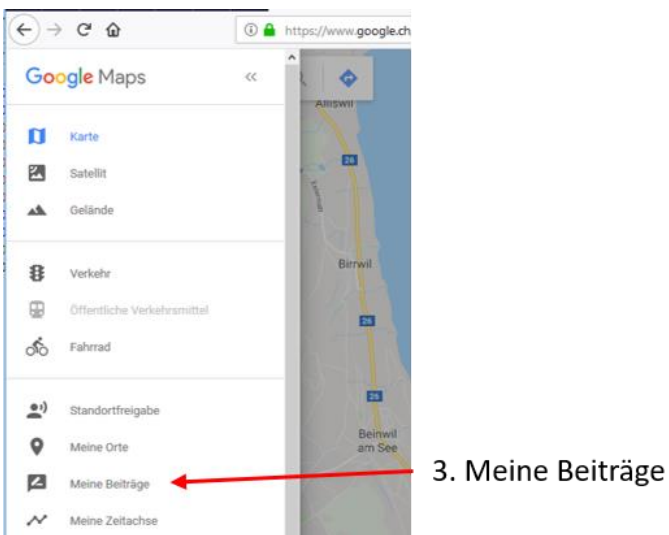 https://www.google.ch
Google Maps
Karte
Satellit
Gelände
Verkehr
Öffentliche Verkehrsmittel
Fahrrad
Standortfreigabe
Meine Orte
Meine Beiträge
Meine Zeitachse
Alliswil
26
Birrwil
26
26
Beinwil
am See
3. Meine Beiträge